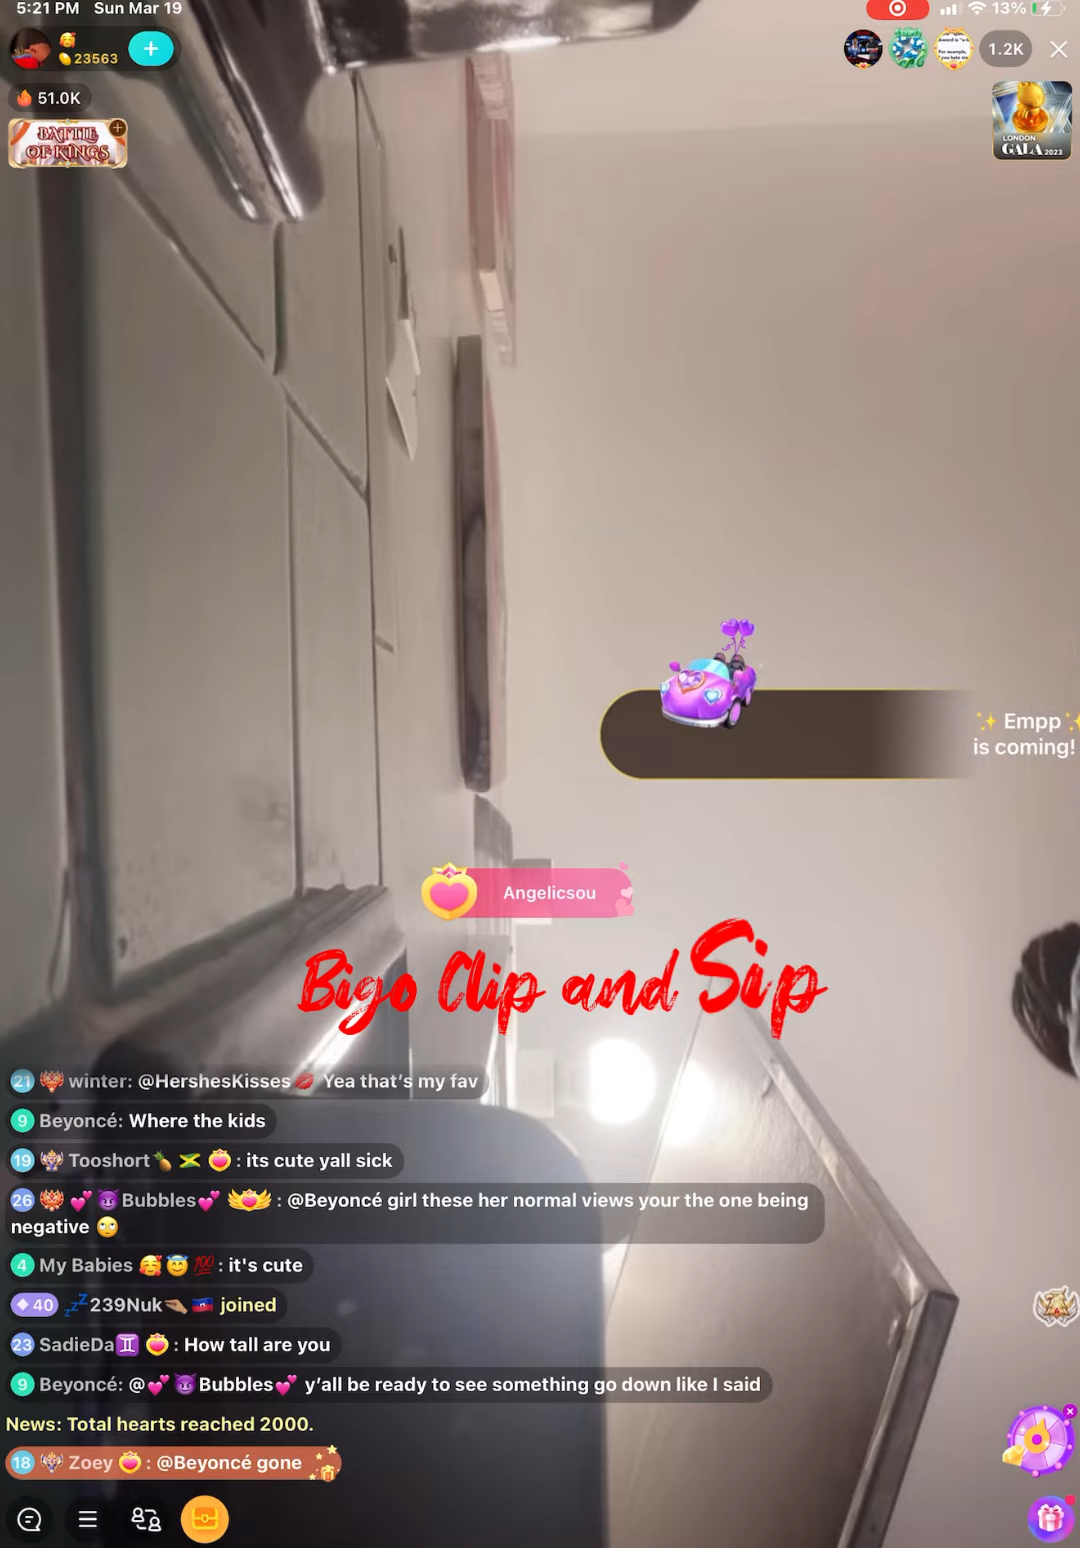 5:21 PM Sun Mar 19
13%
23563
1.2K
51.0K
BATTLE
OF KINGS
LONDON
GALA 2023
✨ Empp ✨
is coming!
Angelicsou
Bigo Clip and Sip
21 winter: @HershesKisses💋 Yea that's my fav
9 Beyoncé: Where the kids
19 Tooshort🍍🇯🇲 : its cute yall sick
26 💕😈Bubbles💕 : @Beyoncé girl these her normal views your the one being
negative 🙄
4 My Babies 🥰😇💯 : it's cute
40 💤239Nuk🤏🏽🇭🇹 joined
23 SadieDa♊ : How tall are you
9 Beyoncé: @💕😈Bubbles💕 y'all be ready to see something go down like I said
News: Total hearts reached 2000.
18 Zoey : @Beyoncé gone